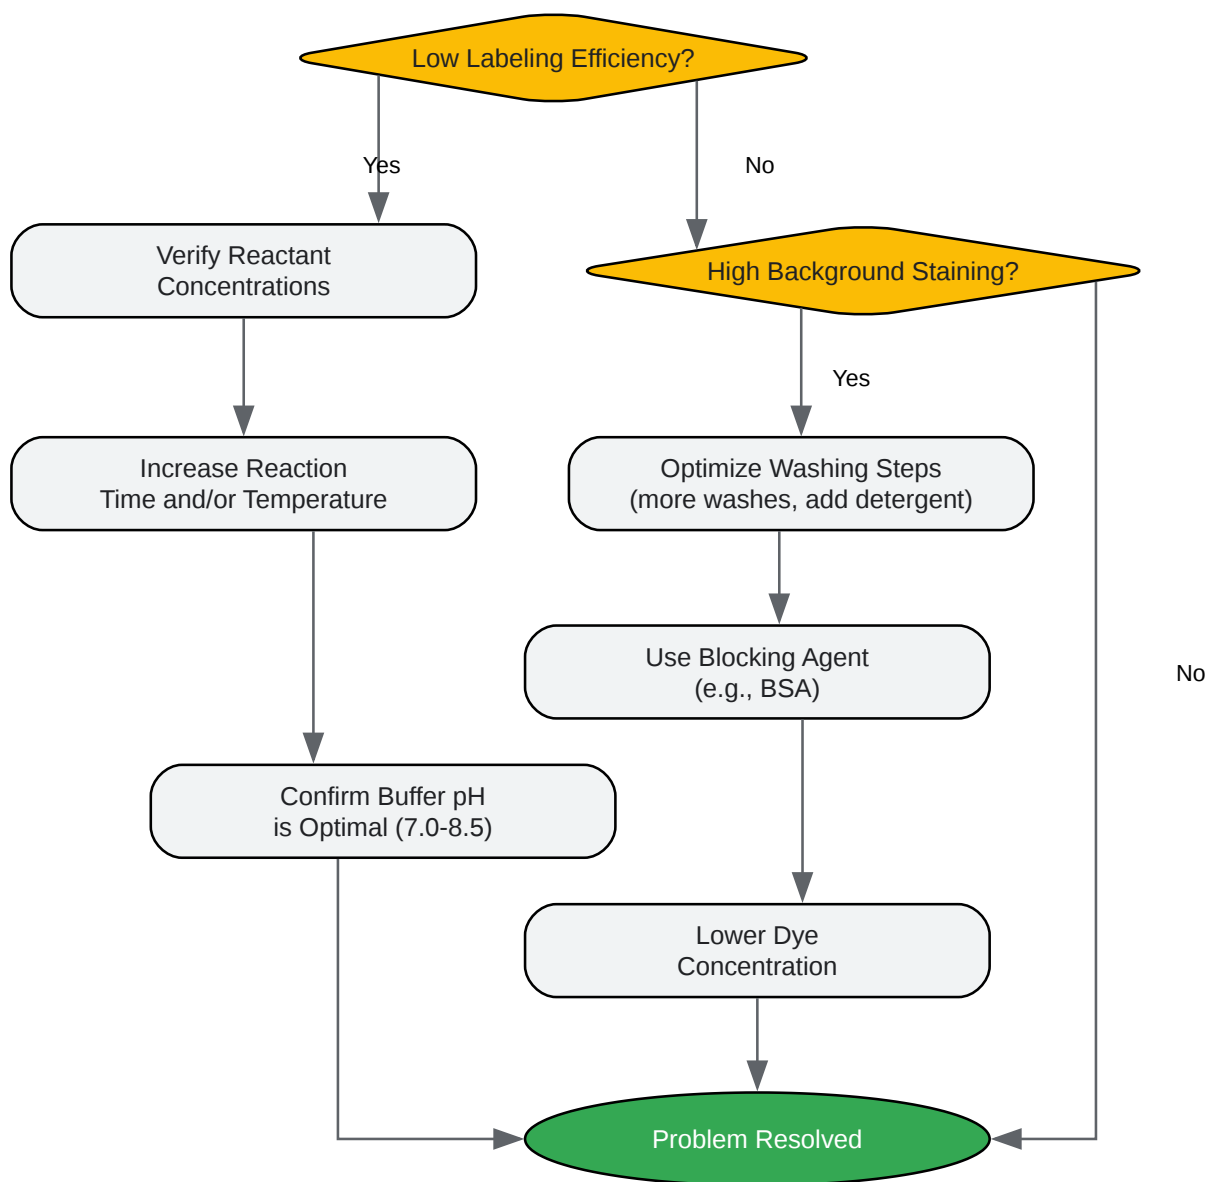 Low Labeling Efficiency?
Yes
No
Verify Reactant
Concentrations
High Background Staining?
Yes
Increase Reaction
Time and/or Temperature
Optimize Washing Steps
(more washes, add detergent)
Use Blocking Agent
(e.g., BSA)
No
Confirm Buffer pH
is Optimal (7.0-8.5)
Lower Dye
Concentration
Problem Resolved